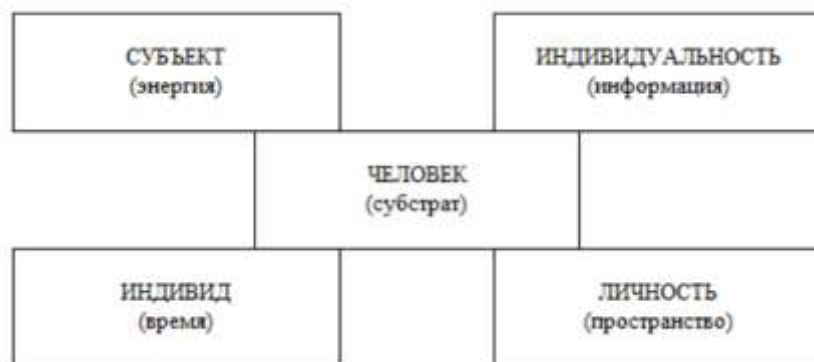 СУБЪЕКТ
(энергия)
ИНДИВИДУАЛЬНОСТЬ
(информация)
ЧЕЛОВЕК
(субстрат)
ИНДИВИД
(время)
ЛИЧНОСТЬ
(пространство)